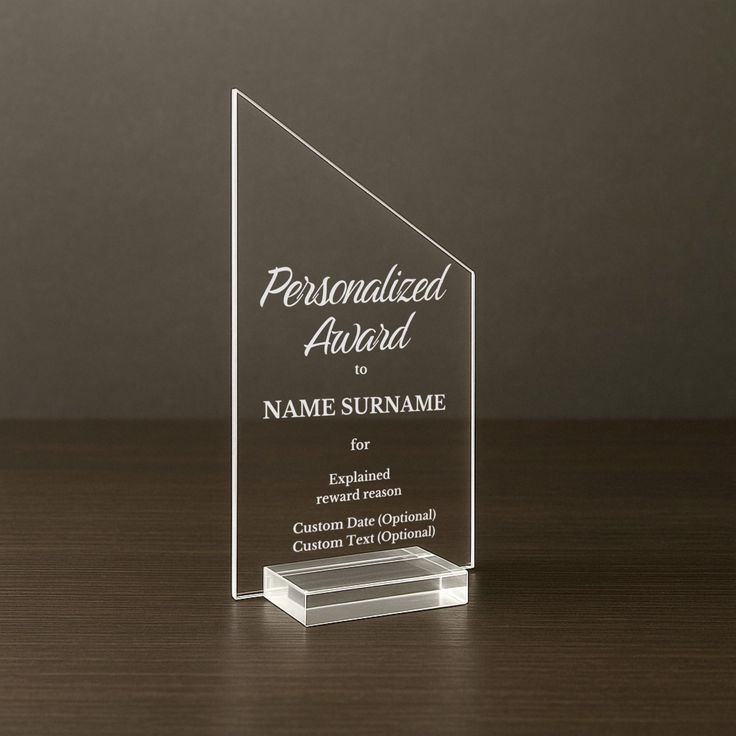 Personalized
Award
to
NAME SURNAME
for
Explained
reward reason
Custom Date (Optional)
Custom Text (Optional)